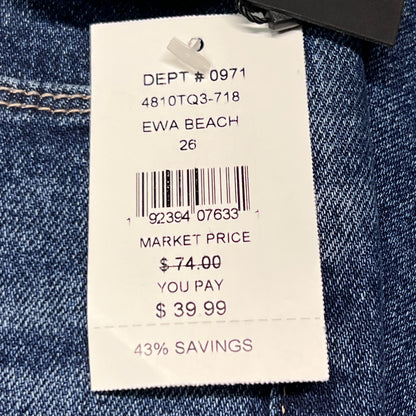 DEPT # 0971
4810TQ3-718
EWA BEACH
26
1 92394 07633 1
MARKET PRICE
$ 74.00
YOU PAY
$ 39.99
43% SAVINGS